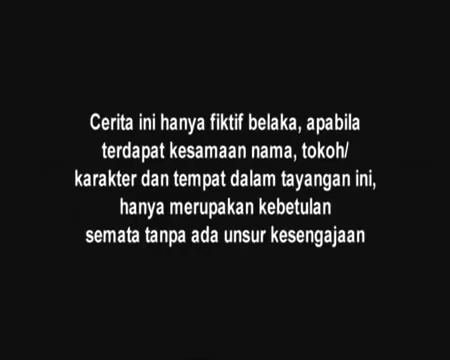 Cerita ini hanya fiktif belaka, apabila
terdapat kesamaan nama, tokoh/
karakter dan tempat dalam tayangan ini,
hanya merupakan kebetulan
semata tanpa ada unsur kesengajaan